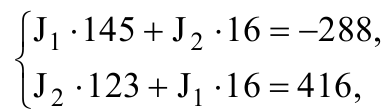 J₁ · 145 + J₂ · 16 = –288,
J₂ · 123 + J₁ · 16 = 416,